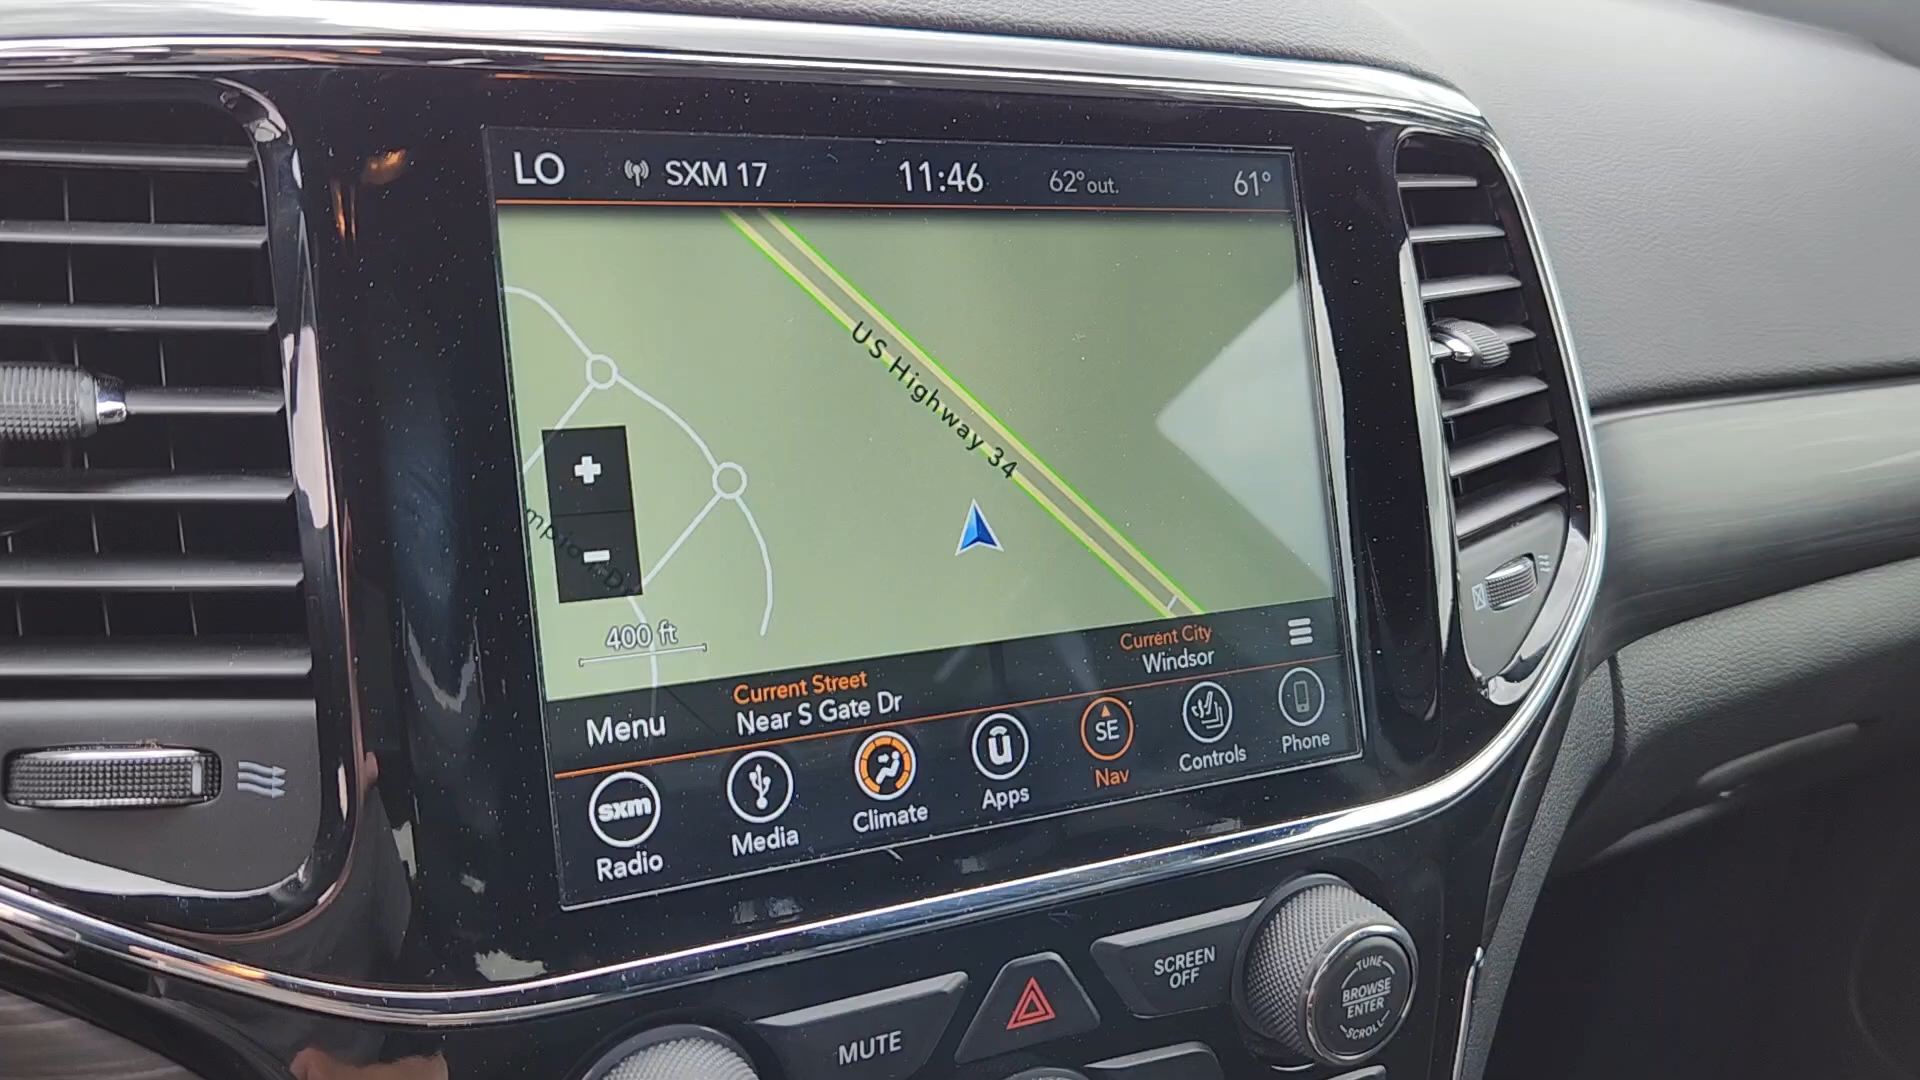 LO SXM 17 11:46 62° out. 61°
US Highway 34
+
−
400 ft
Current City
Windsor
Current Street
Near S Gate Dr
Menu
SE
sxm
Radio
Media
Climate
Apps
Nav
Controls
Phone
SCREEN
OFF
MUTE
TUNE
BROWSE
ENTER
SCROLL